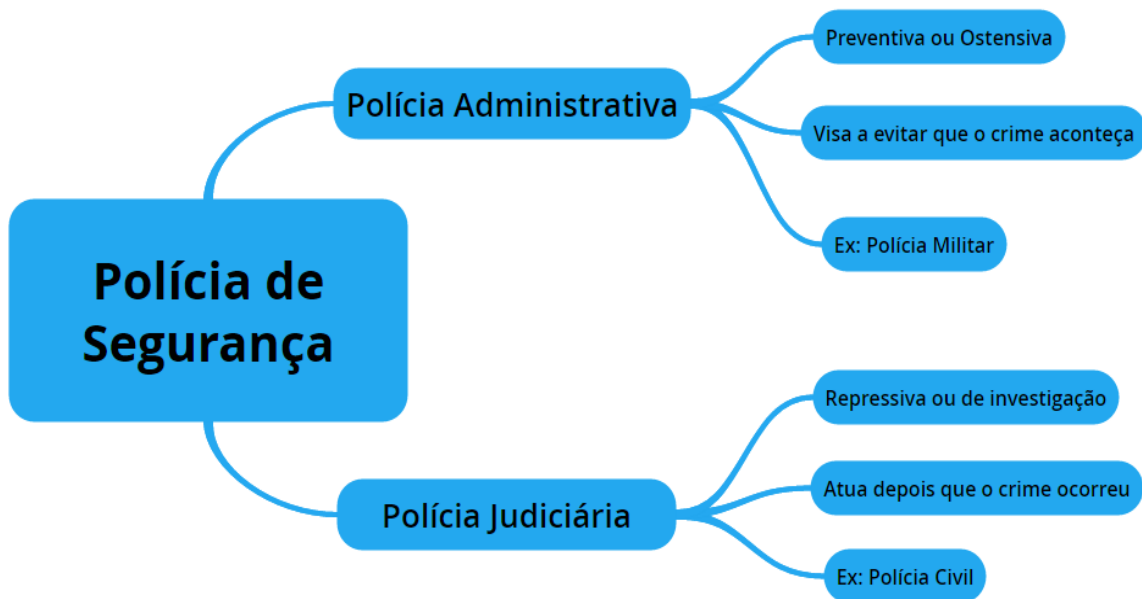 Polícia de
Segurança
Polícia Administrativa
Preventiva ou Ostensiva
Visa a evitar que o crime aconteça
Ex: Polícia Militar
Polícia Judiciária
Repressiva ou de investigação
Atua depois que o crime ocorreu
Ex: Polícia Civil